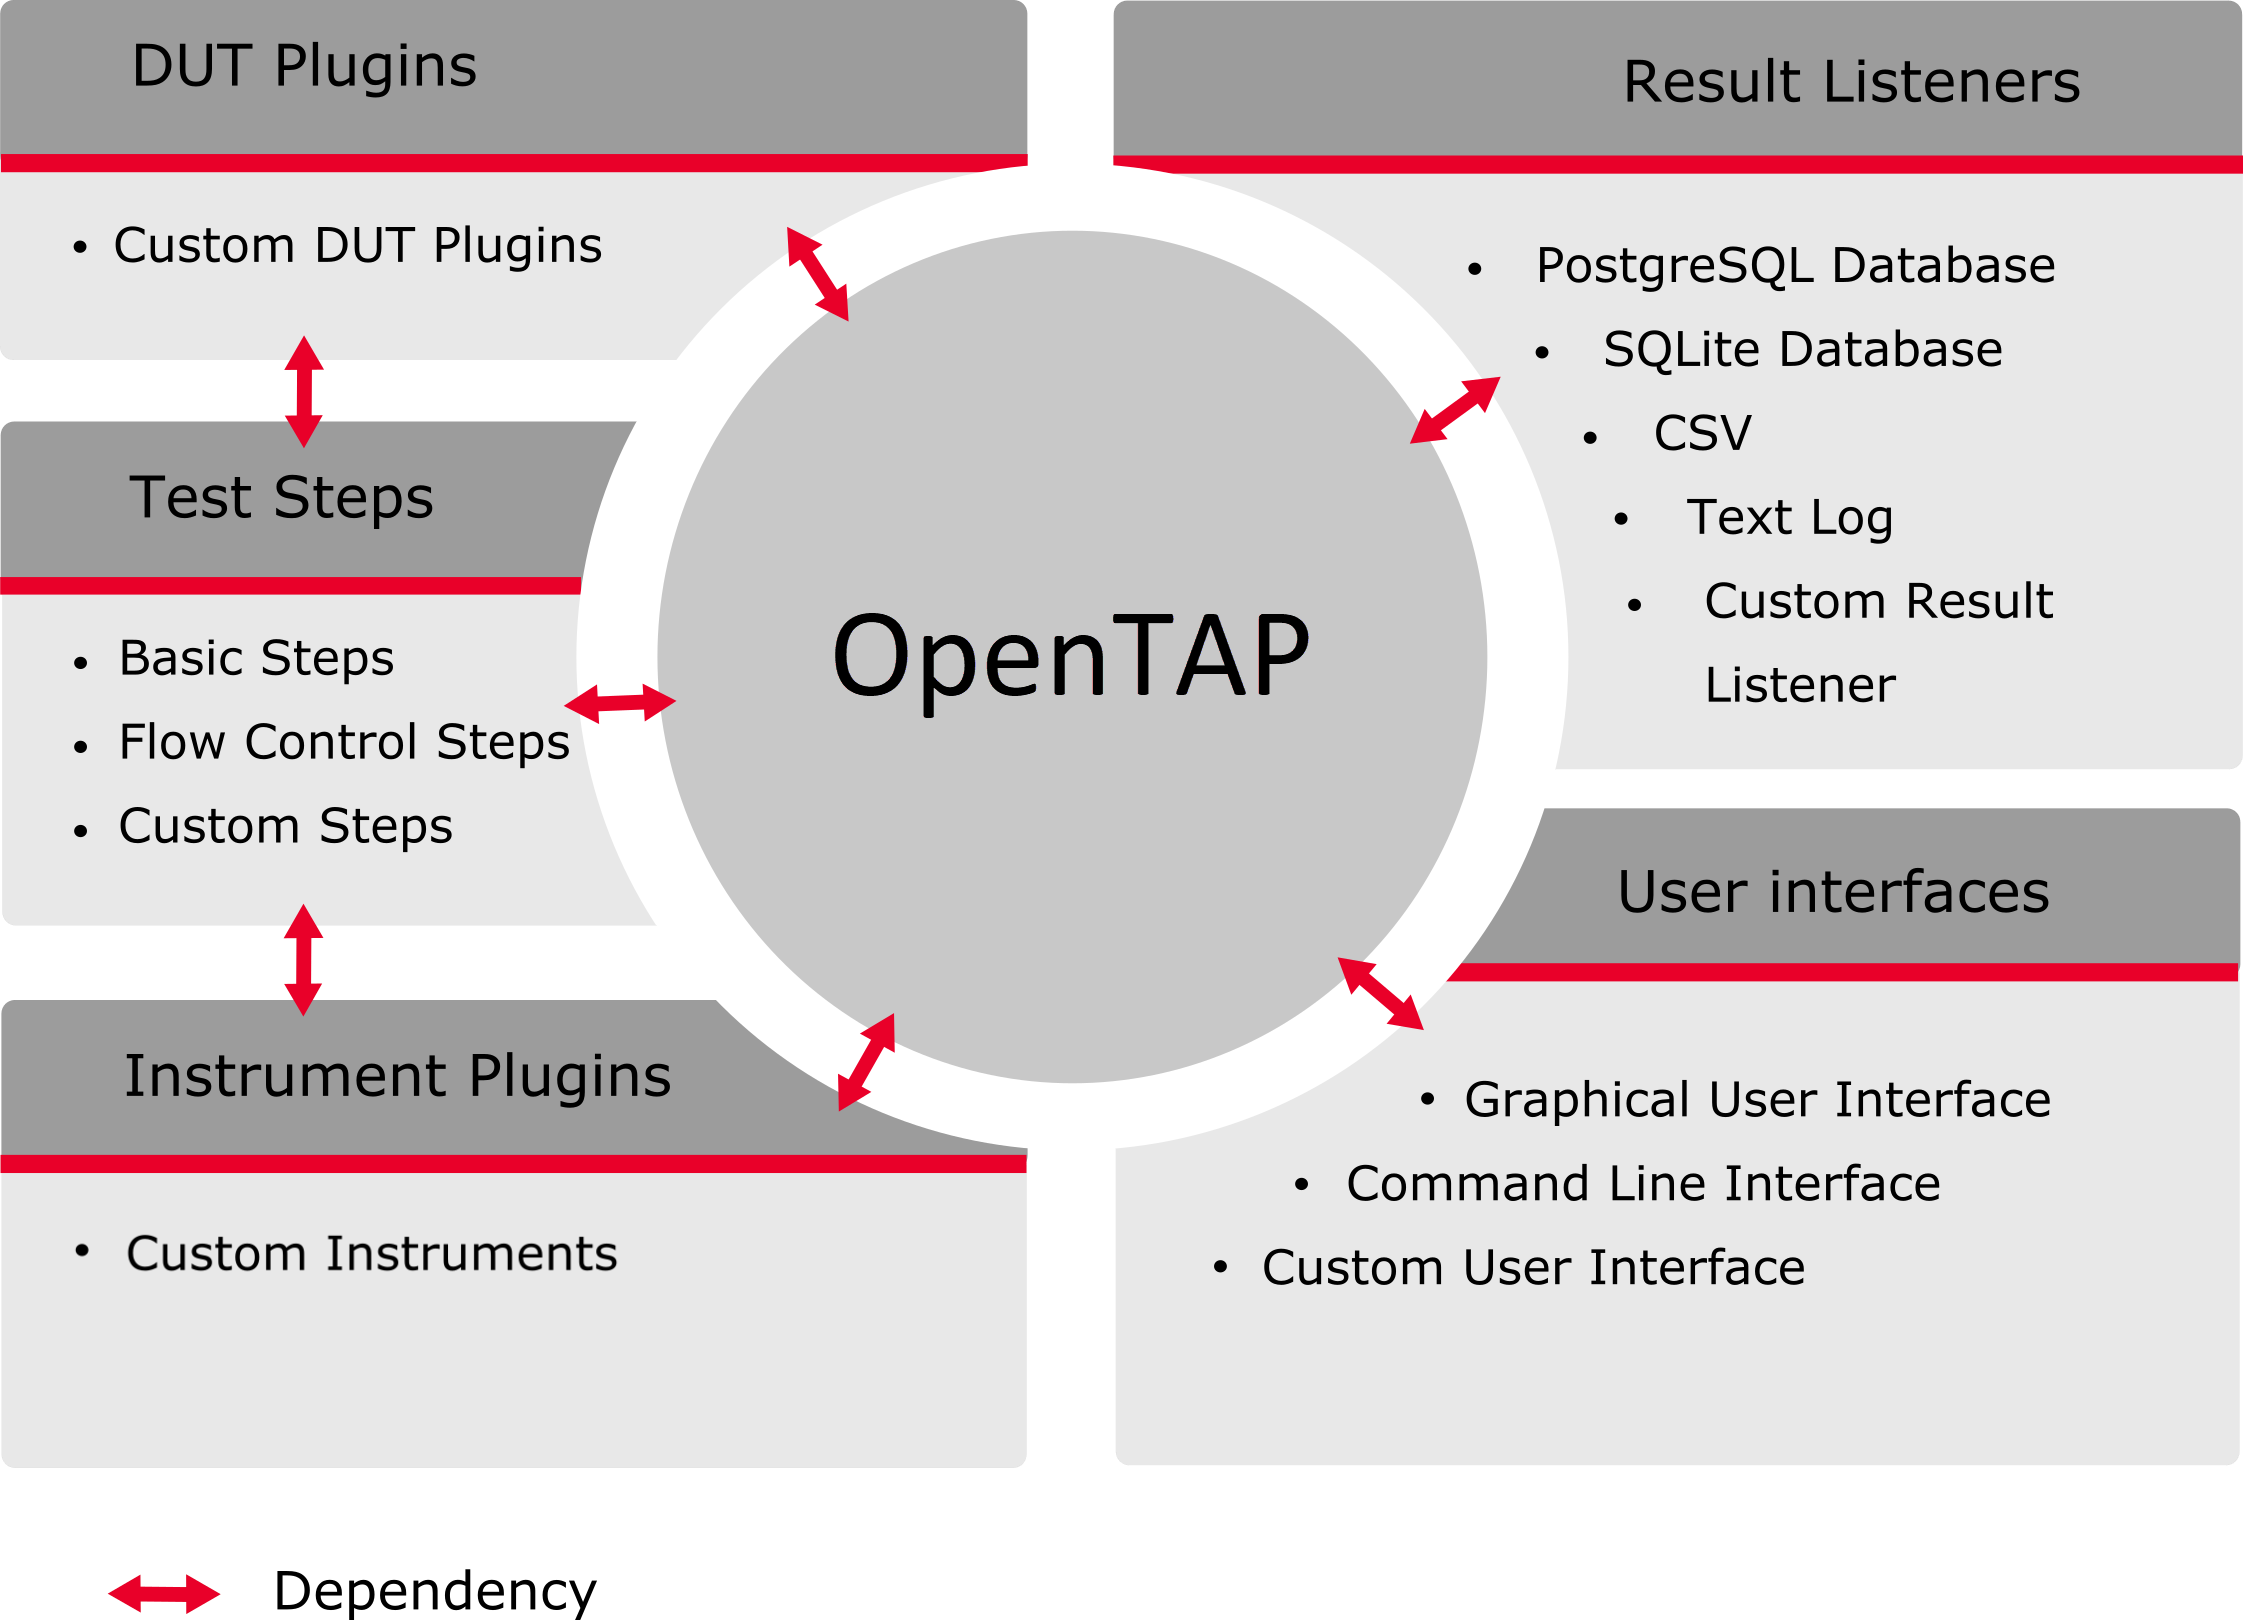 DUT Plugins
• Custom DUT Plugins
Test Steps
• Basic Steps
• Flow Control Steps
• Custom Steps
Instrument Plugins
• Custom Instruments
OpenTAP
Result Listeners
• PostgreSQL Database
• SQLite Database
• CSV
• Text Log
• Custom Result
Listener
User interfaces
• Graphical User Interface
• Command Line Interface
• Custom User Interface
Dependency